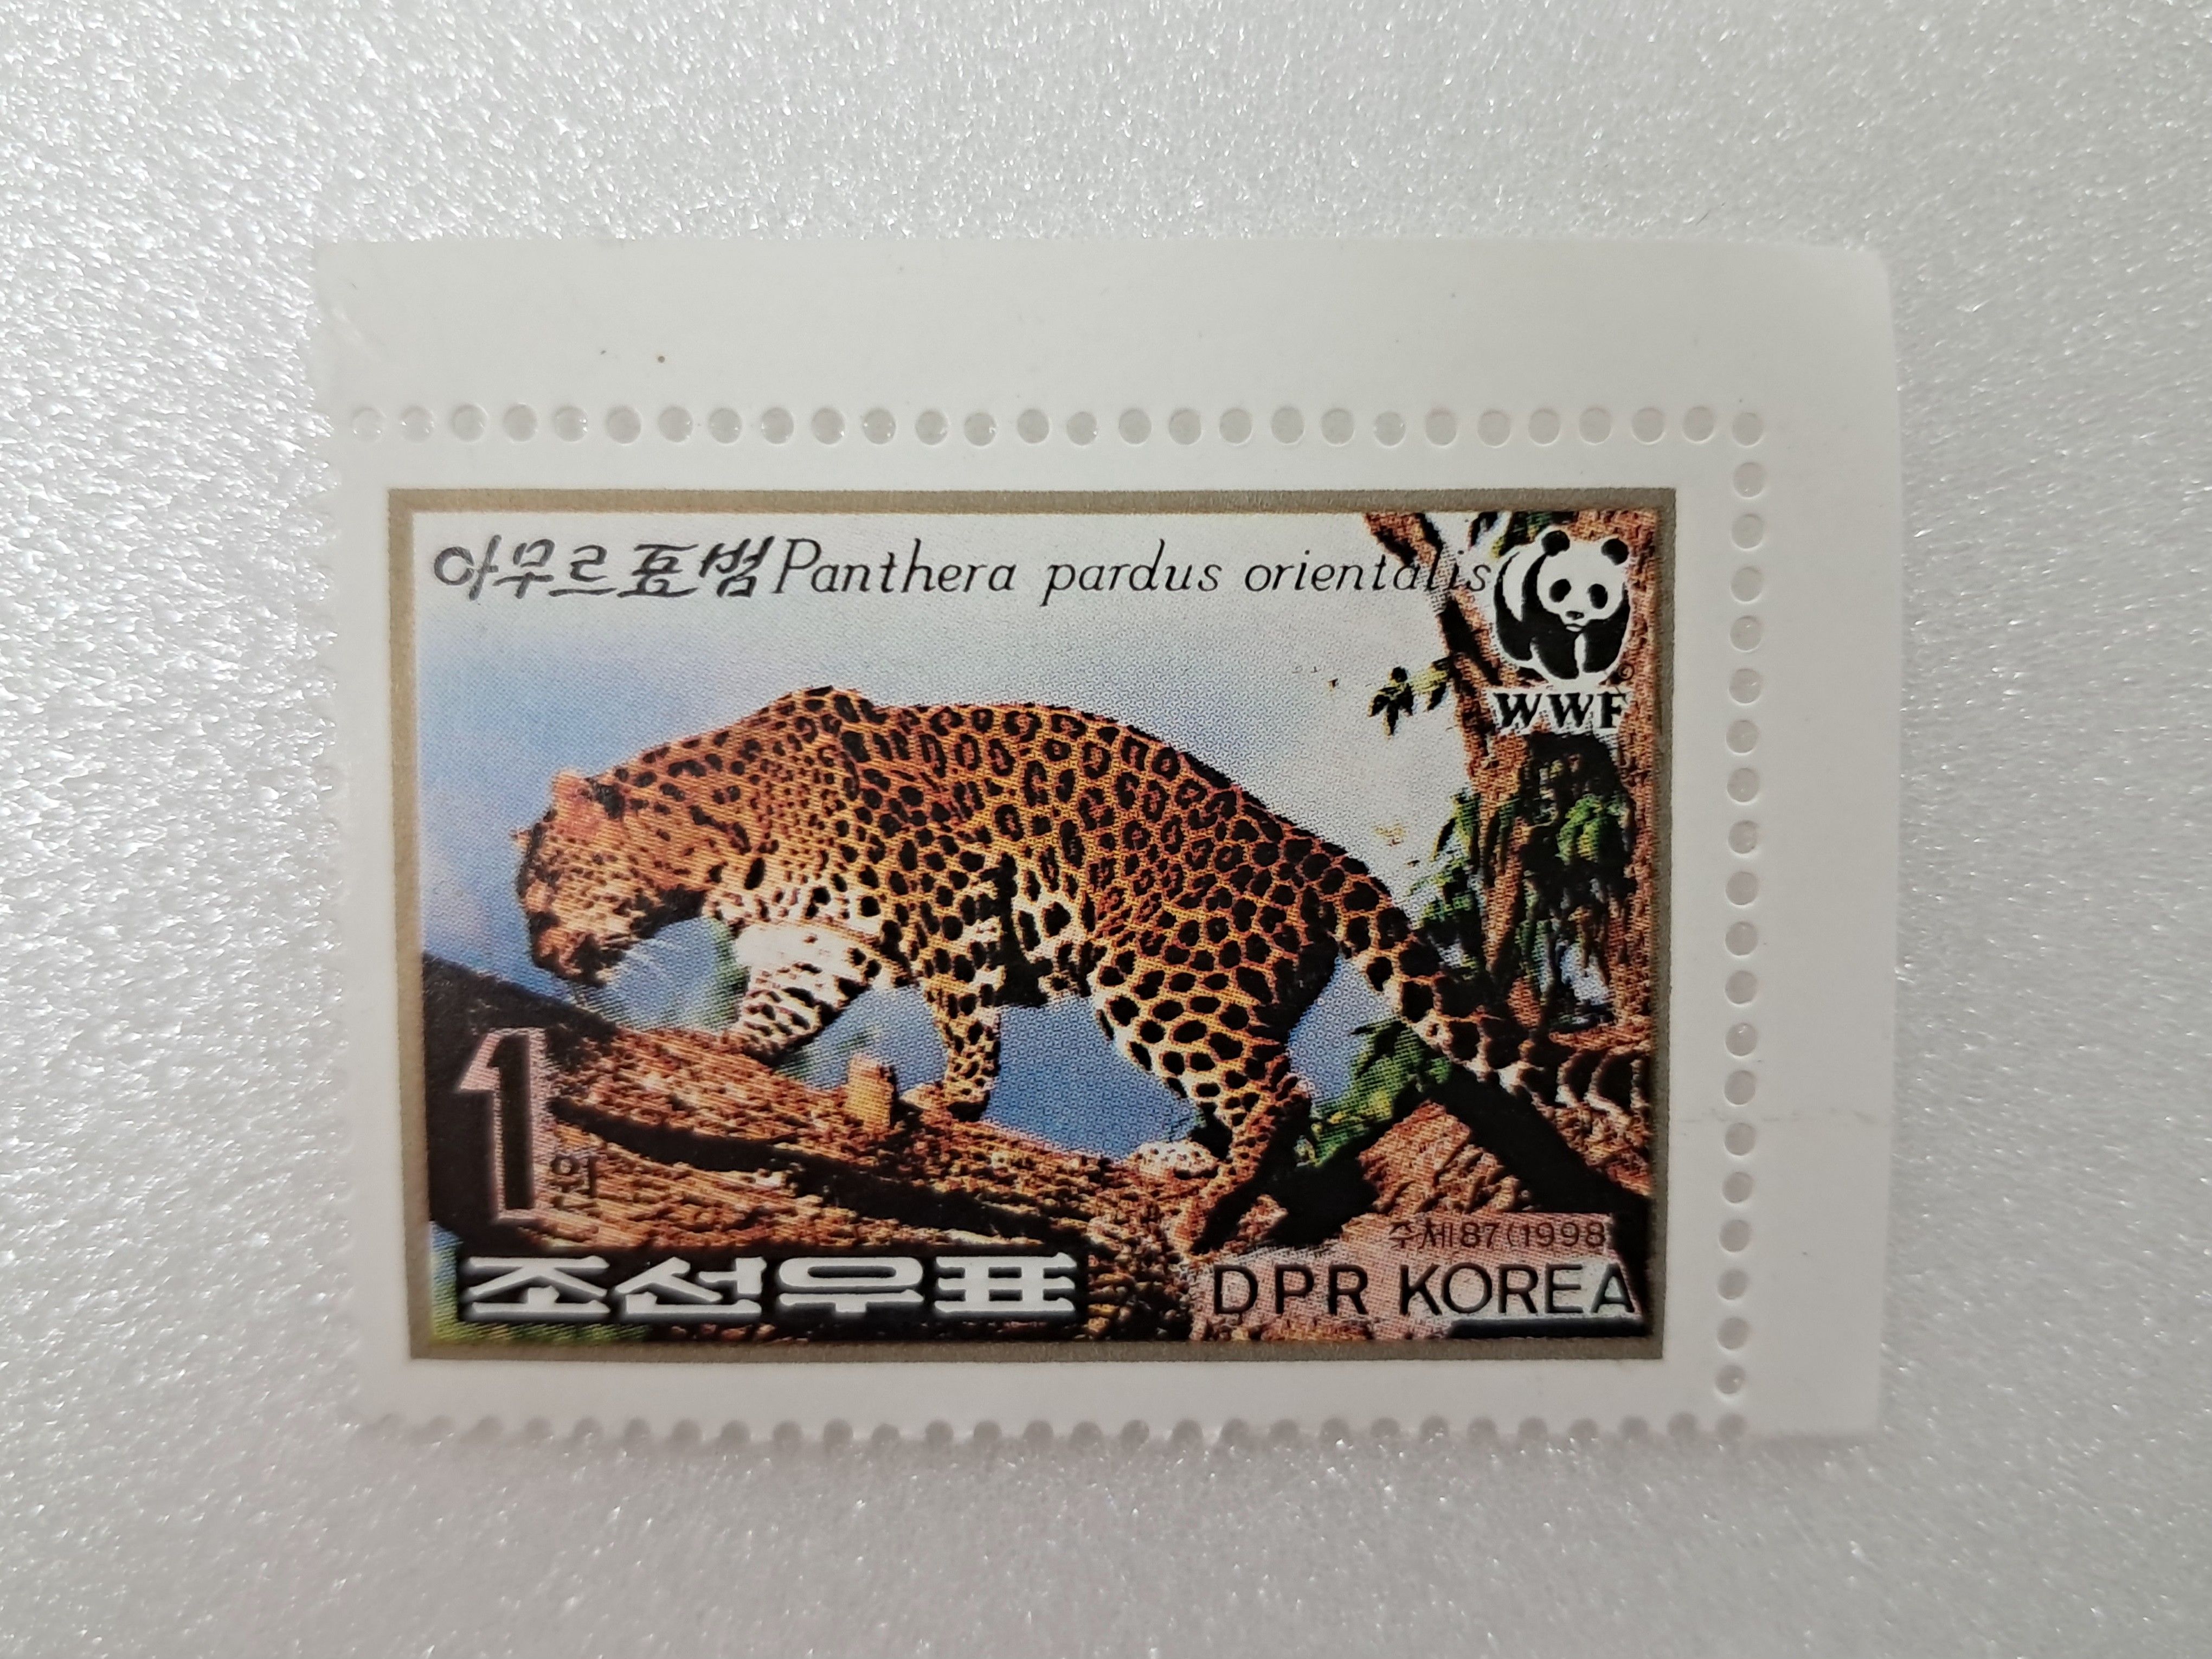 아무르표범 Panthera pardus orientalis
WWF
1원
주체87(1998
DPR KOREA
조선우표